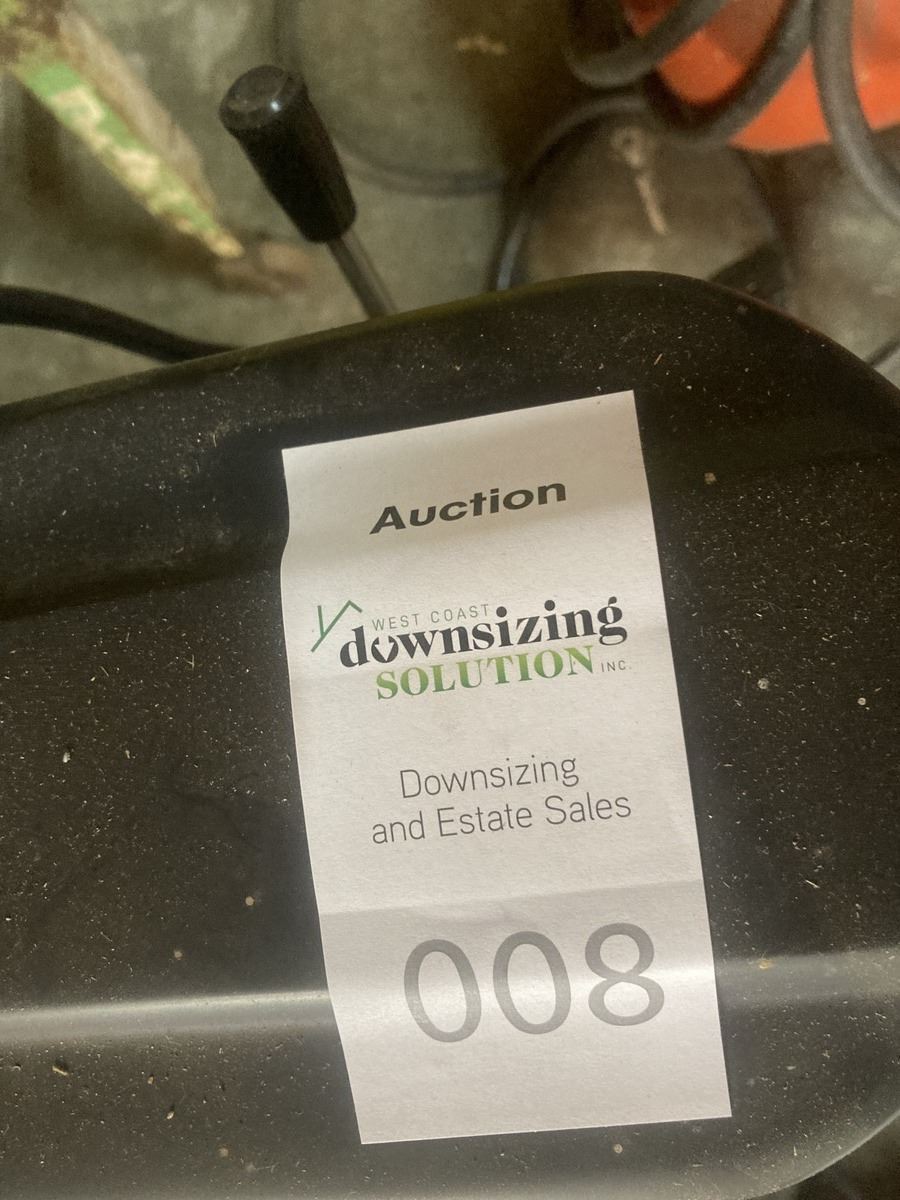 Auction
WEST COAST
downsizing
SOLUTION INC.
Downsizing
and Estate Sales
008